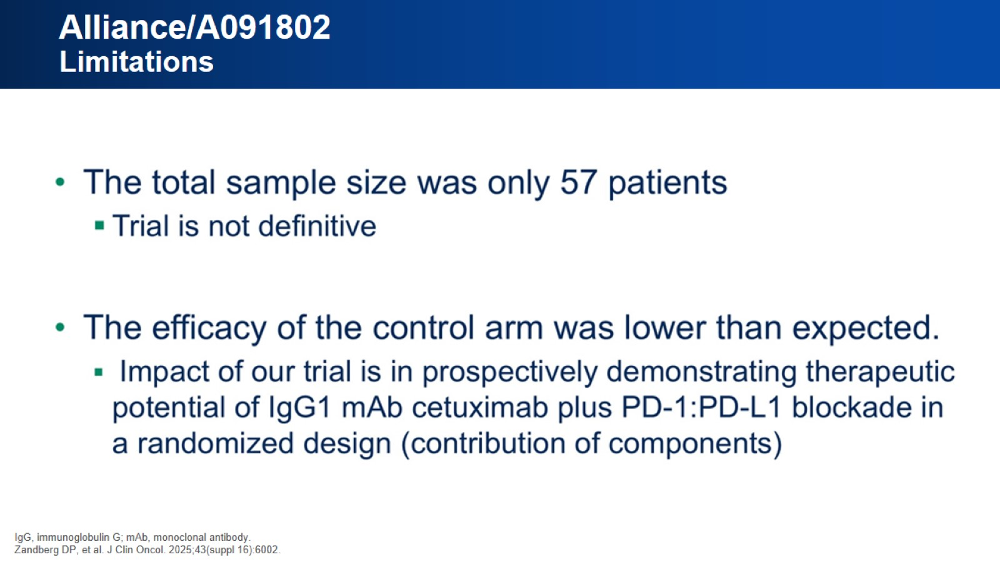 Alliance/A091802
Limitations
• The total sample size was only 57 patients
▪ Trial is not definitive
• The efficacy of the control arm was lower than expected.
▪ Impact of our trial is in prospectively demonstrating therapeutic
potential of IgG1 mAb cetuximab plus PD-1:PD-L1 blockade in
a randomized design (contribution of components)
IgG, immunoglobulin G; mAb, monoclonal antibody.
Zandberg DP, et al. J Clin Oncol. 2025;43(suppl 16):6002.